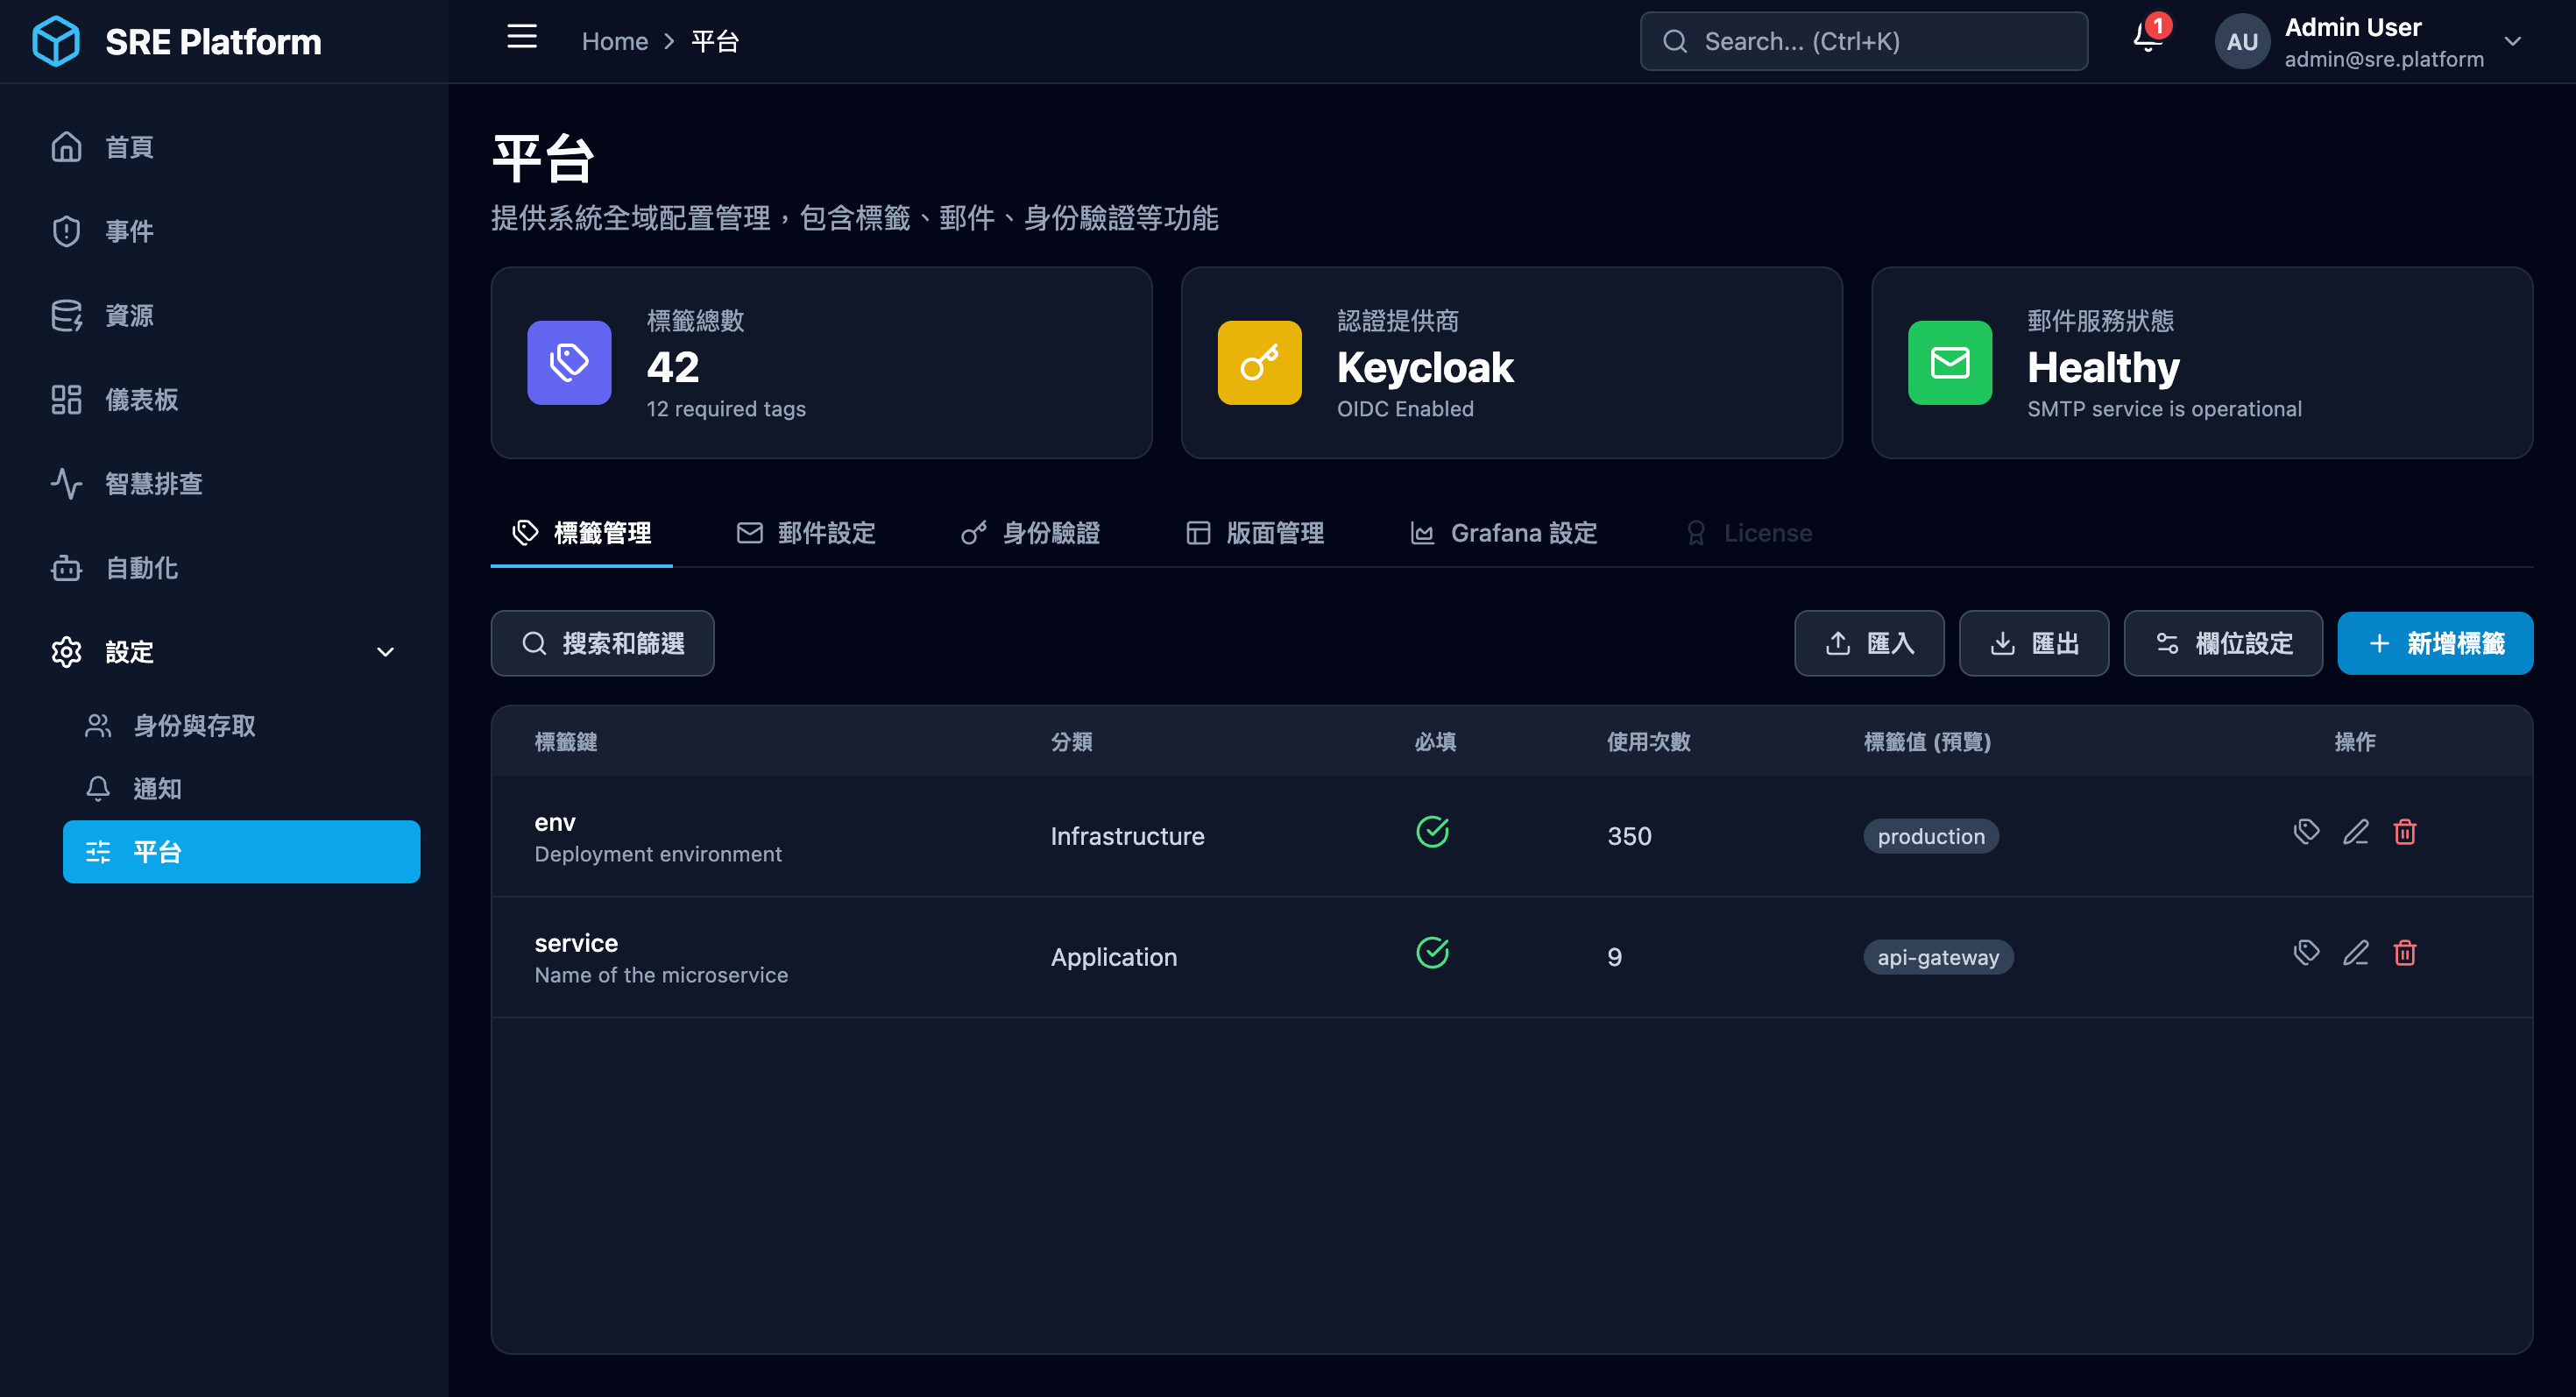 SRE Platform
Home > 平台
Search... (Ctrl+K)
1
AU
Admin User
admin@sre.platform
首頁
事件
資源
儀表板
智慧排查
自動化
設定
身份與存取
通知
平台
平台
提供系統全域配置管理，包含標籤、郵件、身份驗證等功能
標籤總數
42
12 required tags
認證提供商
Keycloak
OIDC Enabled
郵件服務狀態
Healthy
SMTP service is operational
標籤管理 郵件設定 身份驗證 版面管理 Grafana 設定 License
搜索和篩選 匯入 匯出 欄位設定 新增標籤
標籤鍵 分類 必填 使用次數 標籤值 (預覽) 操作
env
Deployment environment
Infrastructure 350 production
service
Name of the microservice
Application 9 api-gateway